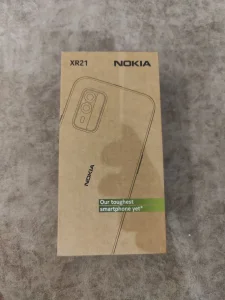 XR21 NOKIA
NOKIA
Our toughest
smartphone yet*